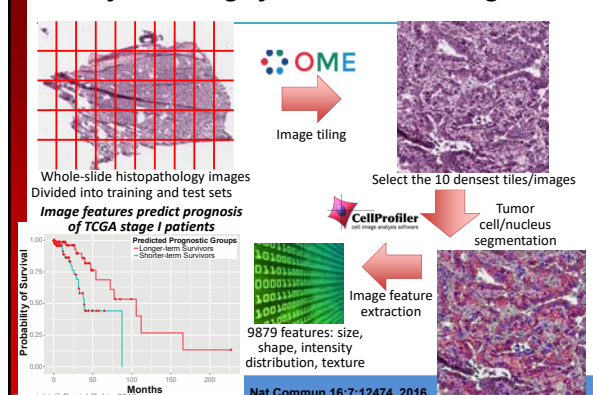 OME
Image tiling
Whole-slide histopathology images
Divided into training and test sets
Select the 10 densest tiles/images
Image features predict prognosis
of TCGA stage I patients
CellProfiler
cell image analysis software
Tumor
cell/nucleus
segmentation
Image feature
extraction
9879 features: size,
shape, intensity
distribution, texture
Predicted Prognostic Groups
Longer-term Survivors
Shorter-term Survivors
Probability of Survival
1.00
0.75
0.50
0.25
0.00
0
50
100
150
200
Months
Nat Commun 16;7:12474, 2016